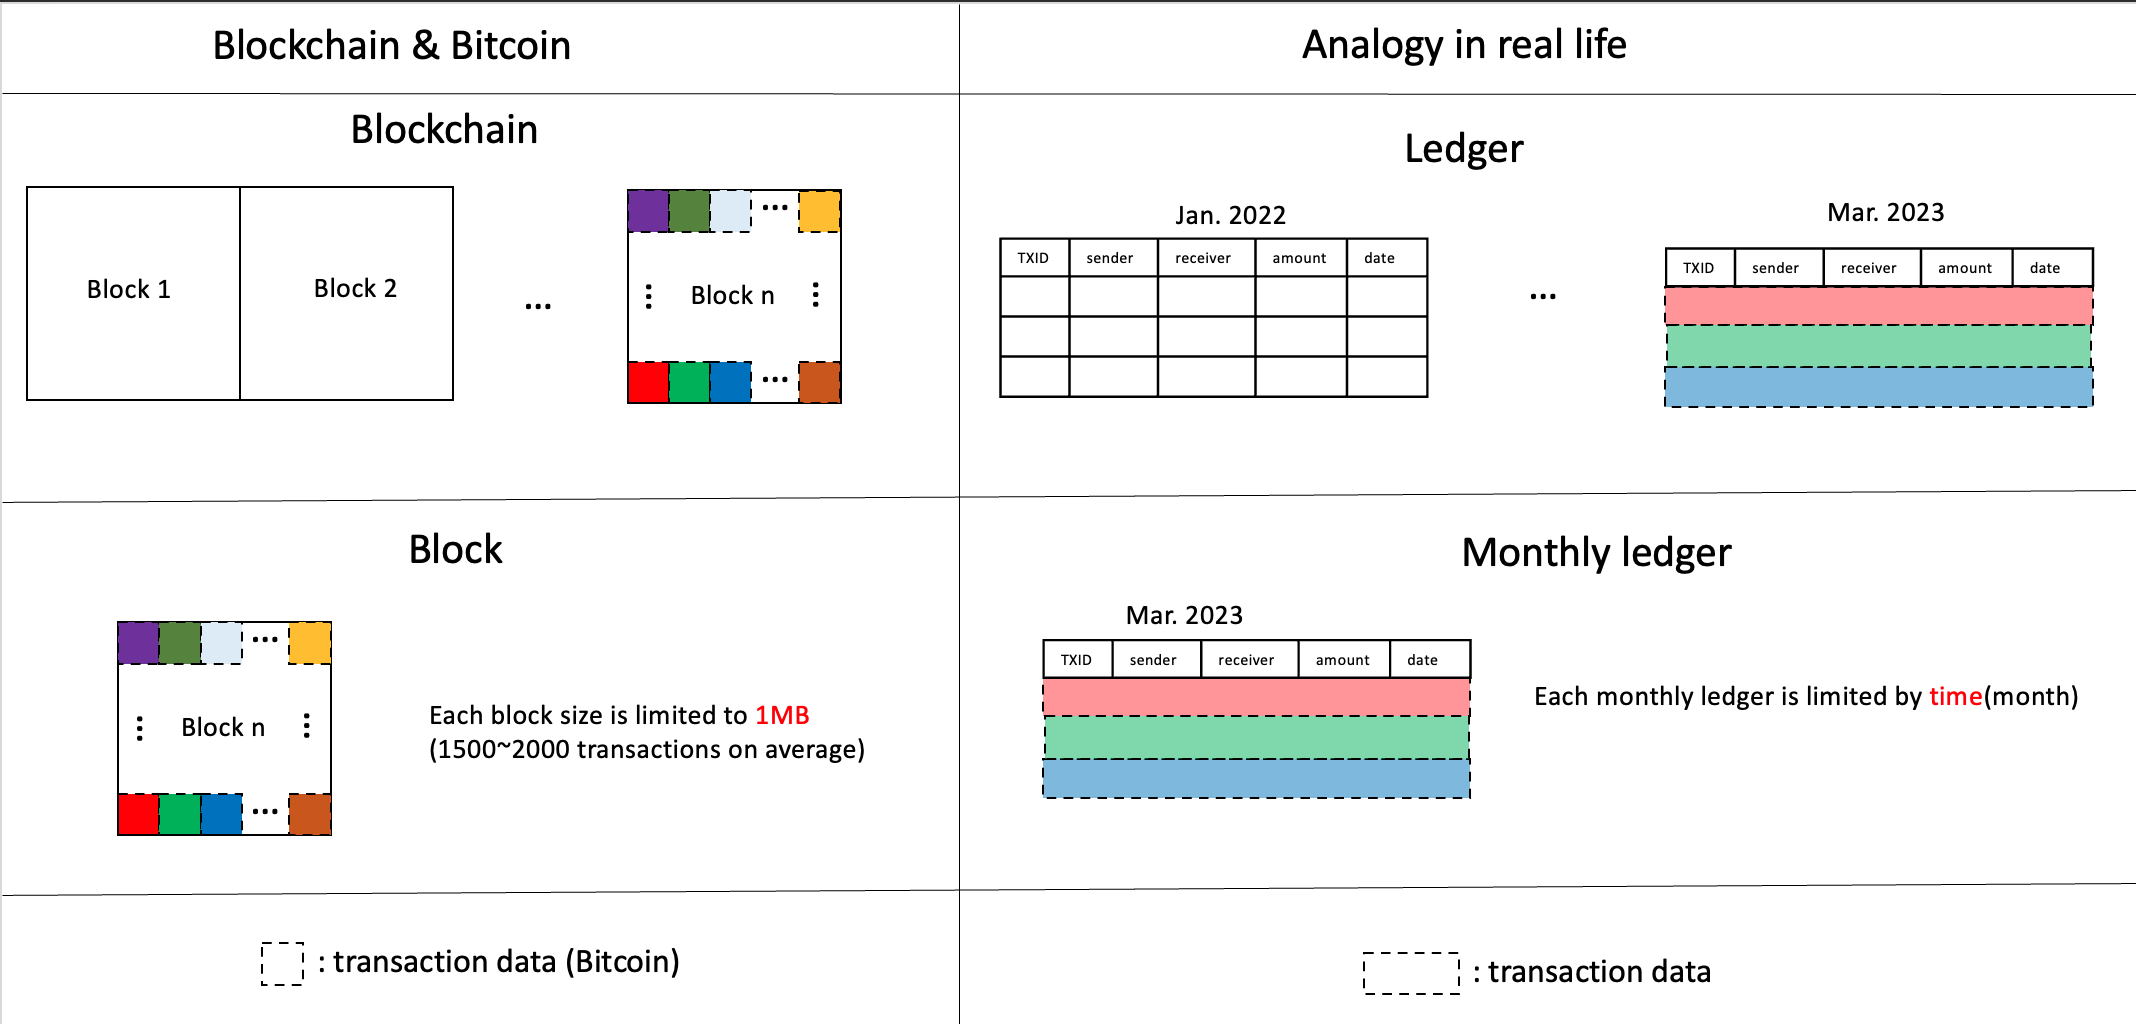 Blockchain & Bitcoin
Analogy in real life
Blockchain
Block 1
Block 2
...
...
Block n
...
Ledger
Jan. 2022
TXID sender receiver amount date
...
Mar. 2023
TXID sender receiver amount date
Block
...
Block n
...
Each block size is limited to 1MB
(1500~2000 transactions on average)
Monthly ledger
Mar. 2023
TXID sender receiver amount date
Each monthly ledger is limited by time(month)
: transaction data (Bitcoin)
: transaction data